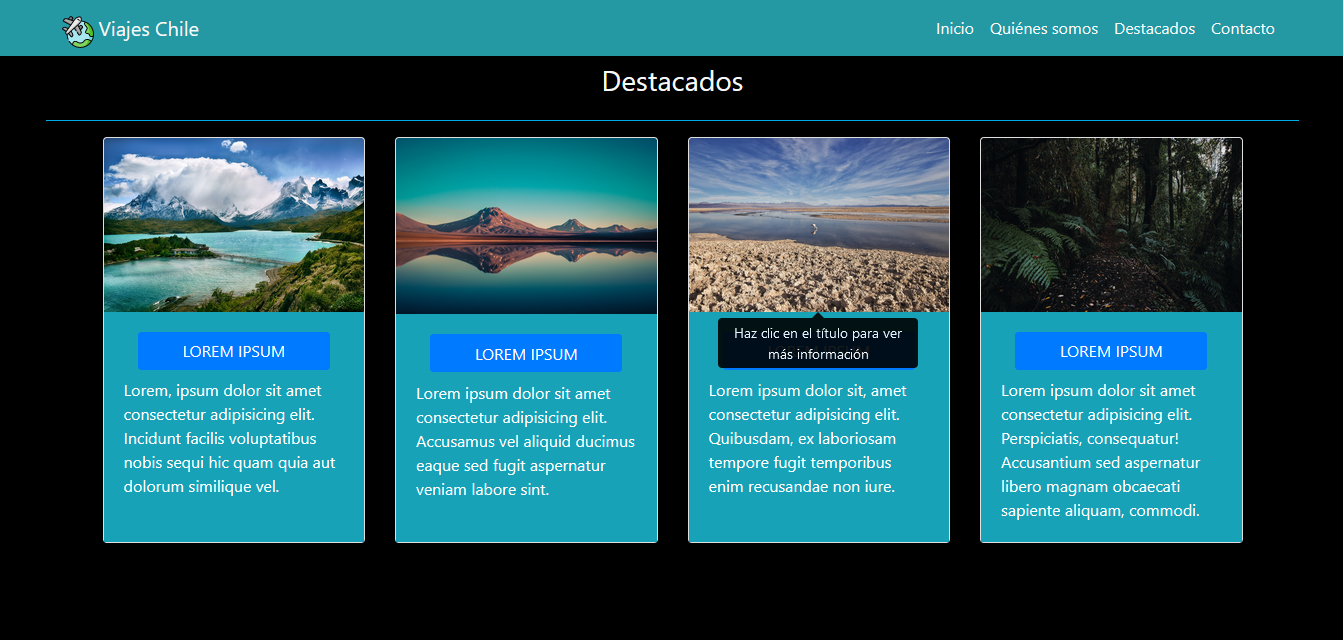 Viajes Chile
Inicio
Quiénes somos
Destacados
Contacto
Destacados
LOREM IPSUM
Lorem, ipsum dolor sit amet
consectetur adipisicing elit.
Incidunt facilis voluptatibus
nobis sequi hic quam quia aut
dolorum similique vel.
LOREM IPSUM
Lorem ipsum dolor sit amet
consectetur adipisicing elit.
Accusamus vel aliquid ducimus
eaque sed fugit aspernatur
veniam labore sint.
Haz clic en el título para ver
más información
Lorem ipsum dolor sit, amet
consectetur adipisicing elit.
Quibusdam, ex laboriosam
tempore fugit temporibus
enim recusandae non iure.
LOREM IPSUM
Lorem ipsum dolor sit amet
consectetur adipisicing elit.
Perspiciatis, consequatur!
Accusantium sed aspernatur
libero magnam obcaecati
sapiente aliquam, commodi.